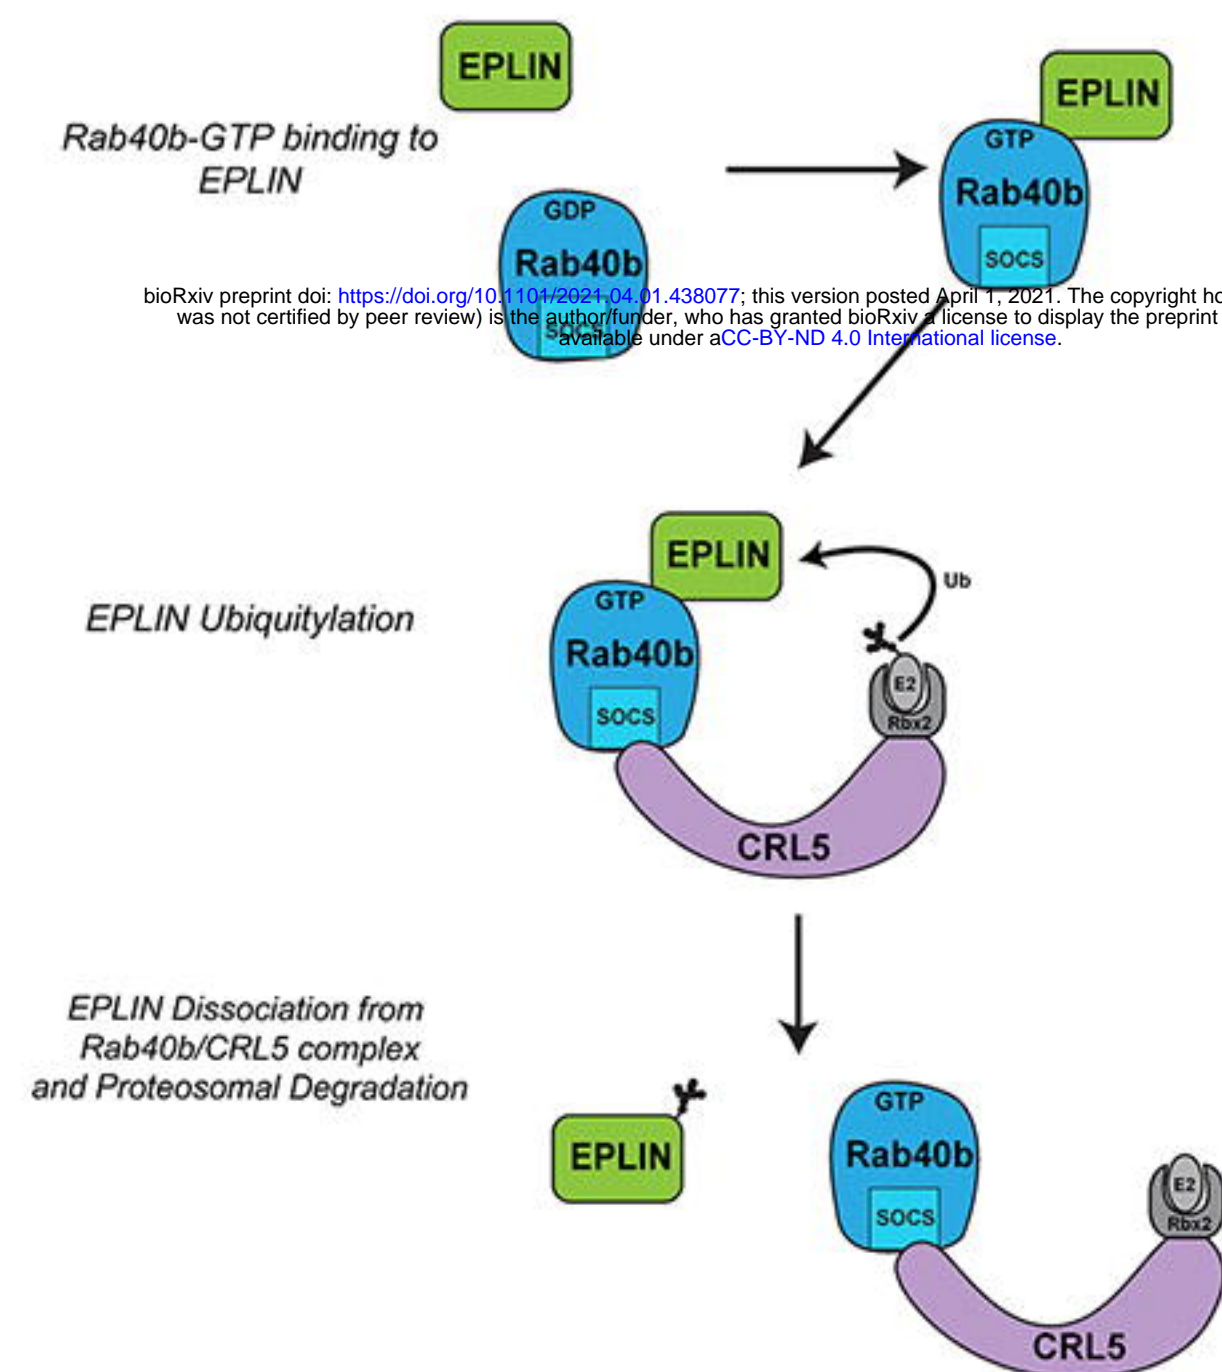 EPLIN
EPLIN
Rab40b-GTP binding to
EPLIN
GTP
Rab40b
SOCS
GDP
Rab40b
SOCS
bioRxiv preprint doi: https://doi.org/10.1101/2021.04.01.438077; this version posted April 1, 2021. The copyright ho
was not certified by peer review) is the author/funder, who has granted bioRxiv a license to display the preprint
available under aCC-BY-ND 4.0 International license.
EPLIN
Ub
EPLIN Ubiquitylation
GTP
Rab40b
SOCS
E2
Rbx2
CRL5
EPLIN Dissociation from
Rab40b/CRL5 complex
and Proteosomal Degradation
EPLIN
GTP
Rab40b
SOCS
E2
Rbx2
CRL5